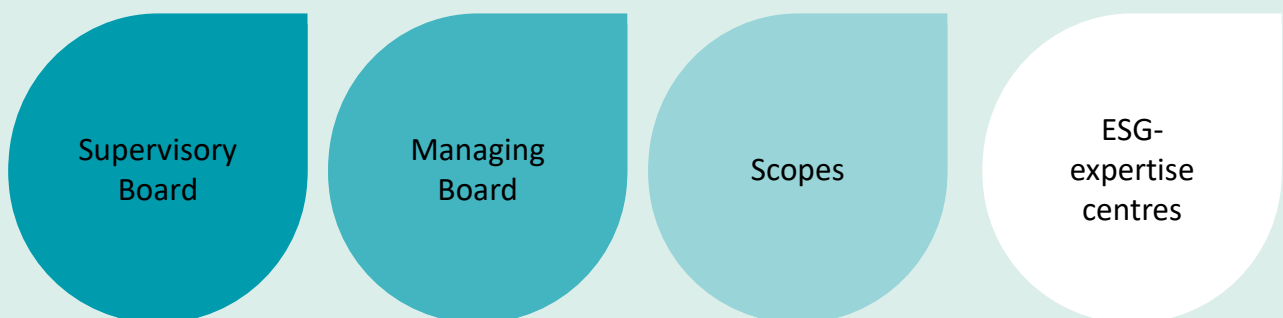 Supervisory
Board
Managing
Board
Scopes
ESG-
expertise
centres